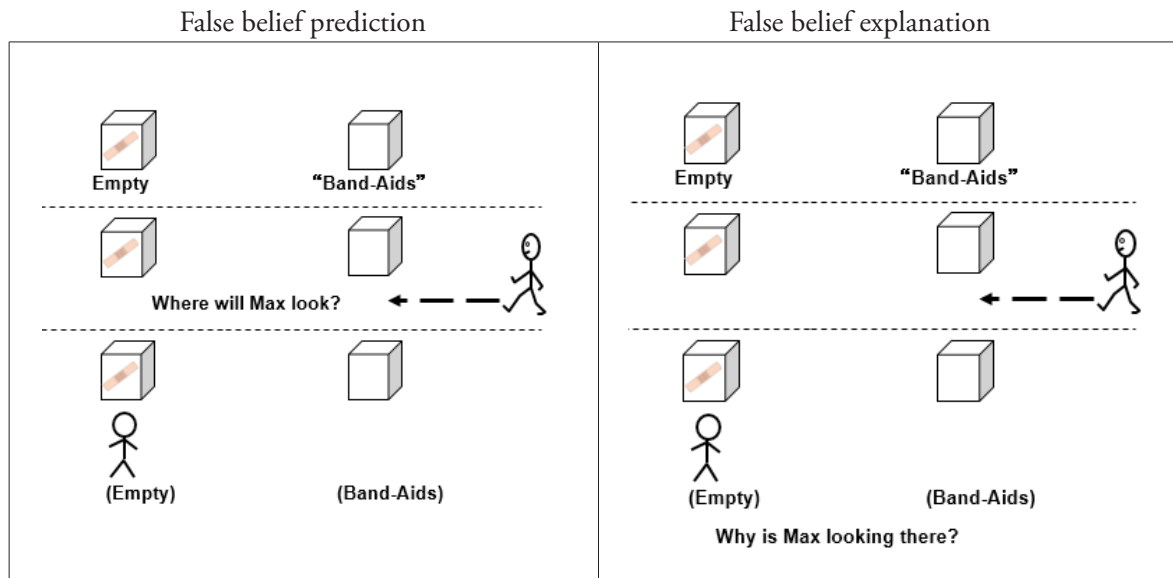 False belief prediction
Empty
“Band-Aids”
Where will Max look?
(Empty)
(Band-Aids)
False belief explanation
Empty
“Band-Aids”
(Empty)
(Band-Aids)
Why is Max looking there?